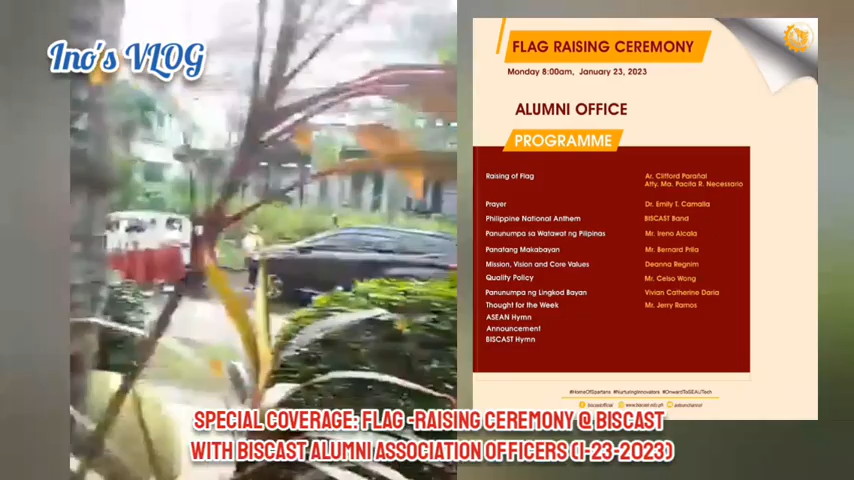 Ino's VLOG
FLAG RAISING CEREMONY
Monday 8:00am, January 23, 2023
ALUMNI OFFICE
PROGRAMME
Raising of Flag Ar. Clifford Parañal
Atty. Ma. Pacita R. Necessario
Prayer Dr. Emily T. Camalla
Philippine National Anthem BISCAST Band
Panunumpa sa Watawat ng Pilipinas Mr. Ireno Alcala
Panatang Makabayan Mr. Bernard Prila
Mission, Vision and Core Values Deanna Regnim
Quality Policy Mr. Celso Wong
Panunumpa ng Lingkod Bayan Vivian Catherine Daria
Thought for the Week Mr. Jerry Ramos
ASEAN Hymn
Announcement
BISCAST Hymn
#HomeOfSpartans #NurturingInnovators
SPECIAL COVERAGE: FLAG -RAISING CEREMONY @ BISCAST
WITH BISCAST ALUMNI ASSOCIATION OFFICERS (1-23-2023)